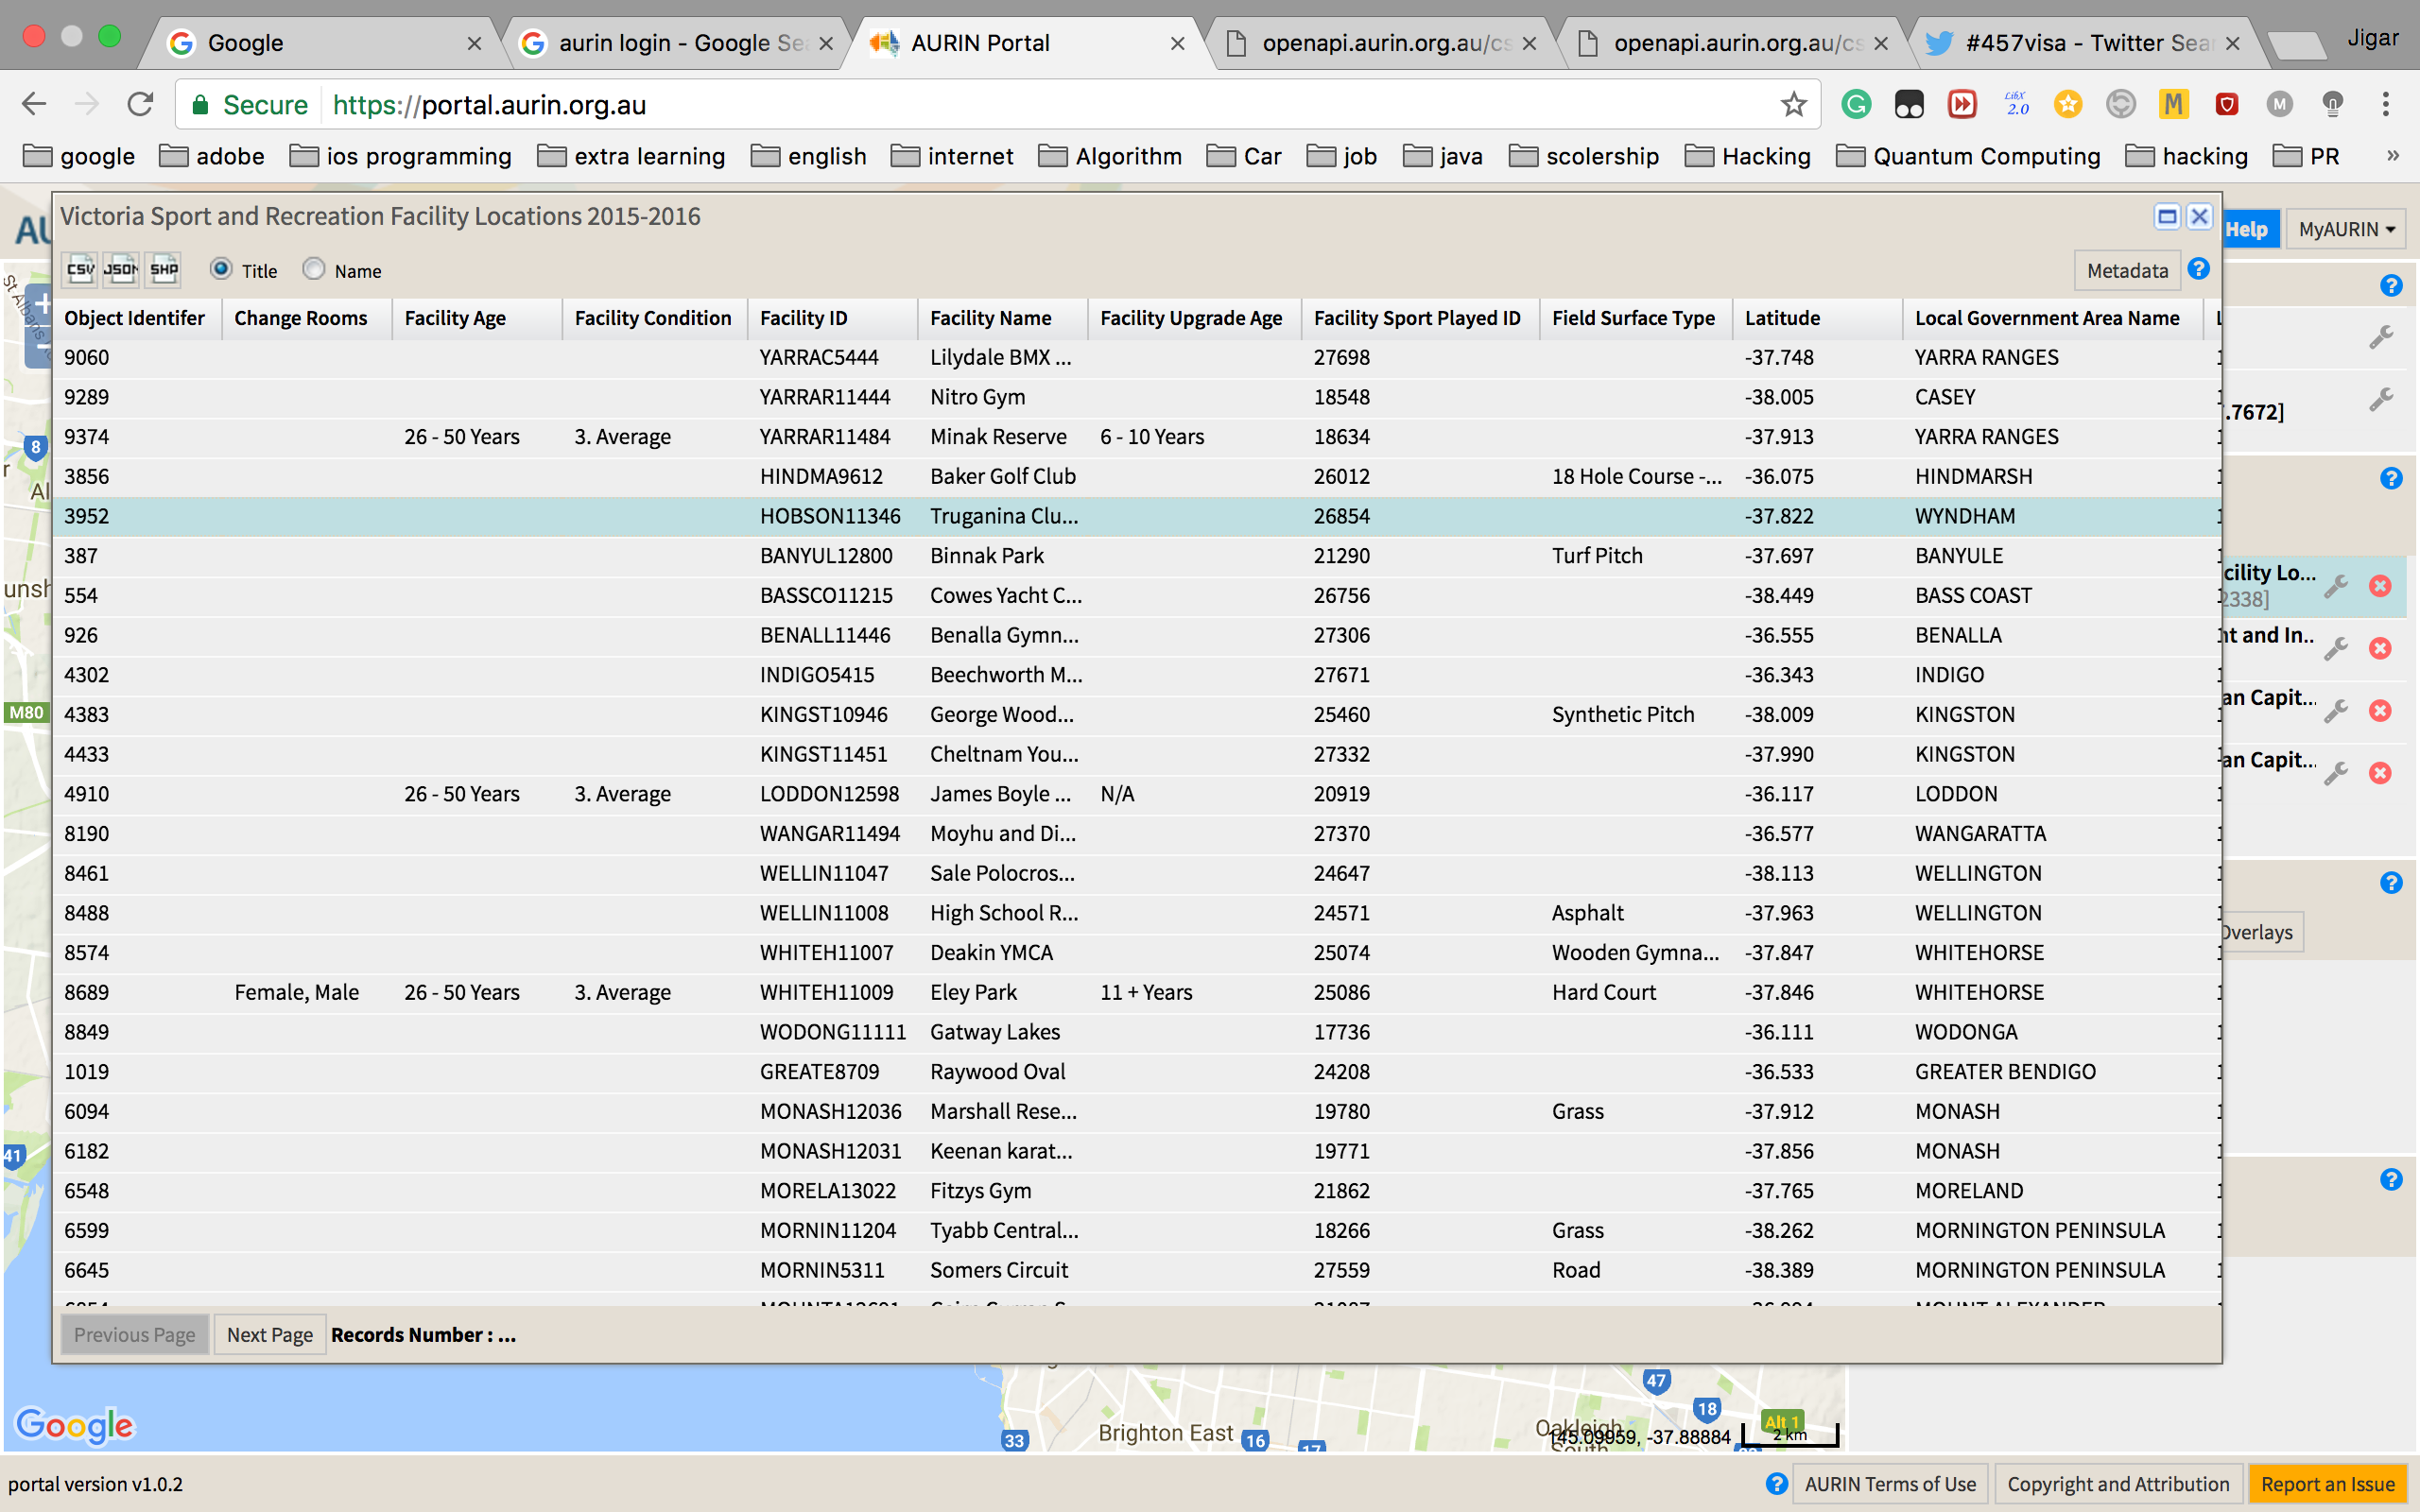 Google
aurin login - Google Sea
AURIN Portal
openapi.aurin.org.au/cs
openapi.aurin.org.au/cs
#457visa - Twitter Sear
Jigar
Secure https://portal.aurin.org.au
LibX 2.0
google adobe ios programming extra learning english internet Algorithm Car job java scolership Hacking Quantum Computing hacking PR »
Victoria Sport and Recreation Facility Locations 2015-2016
Help MyAURIN
CSV JSON SHP Title Name Metadata ?
Object Identifer Change Rooms Facility Age Facility Condition Facility ID Facility Name Facility Upgrade Age Facility Sport Played ID Field Surface Type Latitude Local Government Area Name
9060 YARRAC5444 Lilydale BMX ... 27698 -37.748 YARRA RANGES
9289 YARRAR11444 Nitro Gym 18548 -38.005 CASEY
9374 26 - 50 Years 3. Average YARRAR11484 Minak Reserve 6 - 10 Years 18634 -37.913 YARRA RANGES
3856 HINDMA9612 Baker Golf Club 26012 18 Hole Course -... -36.075 HINDMARSH
3952 HOBSON11346 Truganina Clu... 26854 -37.822 WYNDHAM
387 BANYUL12800 Binnak Park 21290 Turf Pitch -37.697 BANYULE
554 BASSCO11215 Cowes Yacht C... 26756 -38.449 BASS COAST
926 BENALL11446 Benalla Gymn... 27306 -36.555 BENALLA
4302 INDIGO5415 Beechworth M... 27671 -36.343 INDIGO
4383 KINGST10946 George Wood... 25460 Synthetic Pitch -38.009 KINGSTON
4433 KINGST11451 Cheltnam You... 27332 -37.990 KINGSTON
4910 26 - 50 Years 3. Average LODDON12598 James Boyle ... N/A 20919 -36.117 LODDON
8190 WANGAR11494 Moyhu and Di... 27370 -36.577 WANGARATTA
8461 WELLIN11047 Sale Polocros... 24647 -38.113 WELLINGTON
8488 WELLIN11008 High School R... 24571 Asphalt -37.963 WELLINGTON
8574 WHITEH11007 Deakin YMCA 25074 Wooden Gymna... -37.847 WHITEHORSE
8689 Female, Male 26 - 50 Years 3. Average WHITEH11009 Eley Park 11 + Years 25086 Hard Court -37.846 WHITEHORSE
8849 WODONG11111 Gatway Lakes 17736 -36.111 WODONGA
1019 GREATE8709 Raywood Oval 24208 -36.533 GREATER BENDIGO
6094 MONASH12036 Marshall Rese... 19780 Grass -37.912 MONASH
6182 MONASH12031 Keenan karat... 19771 -37.856 MONASH
6548 MORELA13022 Fitzys Gym 21862 -37.765 MORELAND
6599 MORNIN11204 Tyabb Central... 18266 Grass -38.262 MORNINGTON PENINSULA
6645 MORNIN5311 Somers Circuit 27559 Road -38.389 MORNINGTON PENINSULA
Previous Page Next Page Records Number : ...
.7672]
cility Lo...
2338]
nt and In..
an Capit...
an Capit...
Overlays
8
M80
41
Google
33
Brighton East
16
17
47
18
Alt 1
Oakleigh South
145.09959, -37.88884
2 km
portal version v1.0.2
? AURIN Terms of Use Copyright and Attribution Report an Issue